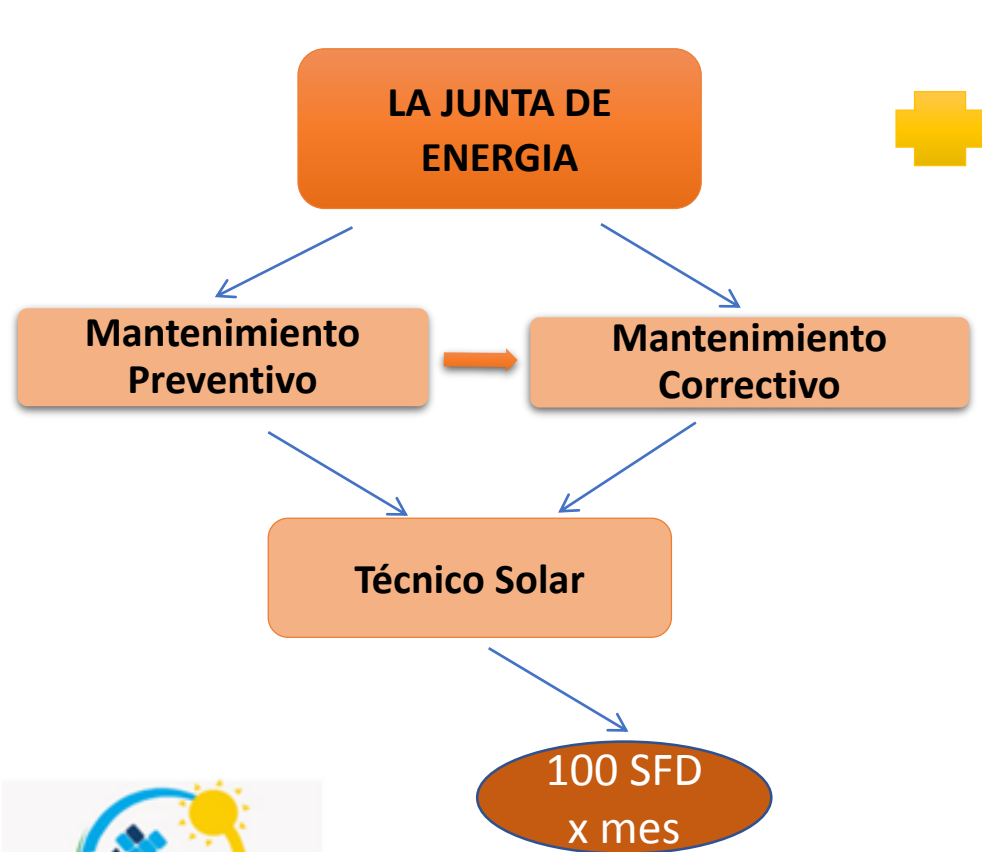 LA JUNTA DE
ENERGIA
Mantenimiento
Preventivo
Mantenimiento
Correctivo
Técnico Solar
100 SFD
x mes